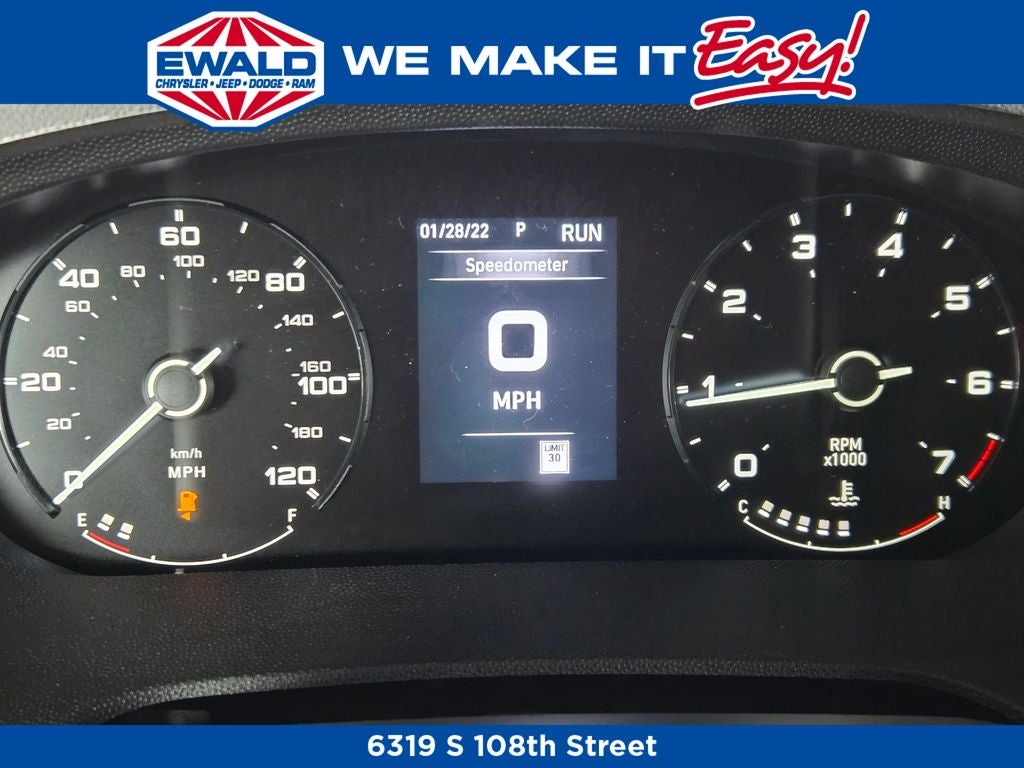 EWALD
CHRYSLER • JEEP • DODGE • RAM
WE MAKE IT Easy!
20
40
60
80
100
120
0
20
40
60
80
100
120
140
160
180
km/h
MPH
E
F
01/28/22 P RUN
Speedometer
0
MPH
LIMIT
30
0
1
2
3
4
5
6
7
RPM
x1000
C
H
6319 S 108th Street